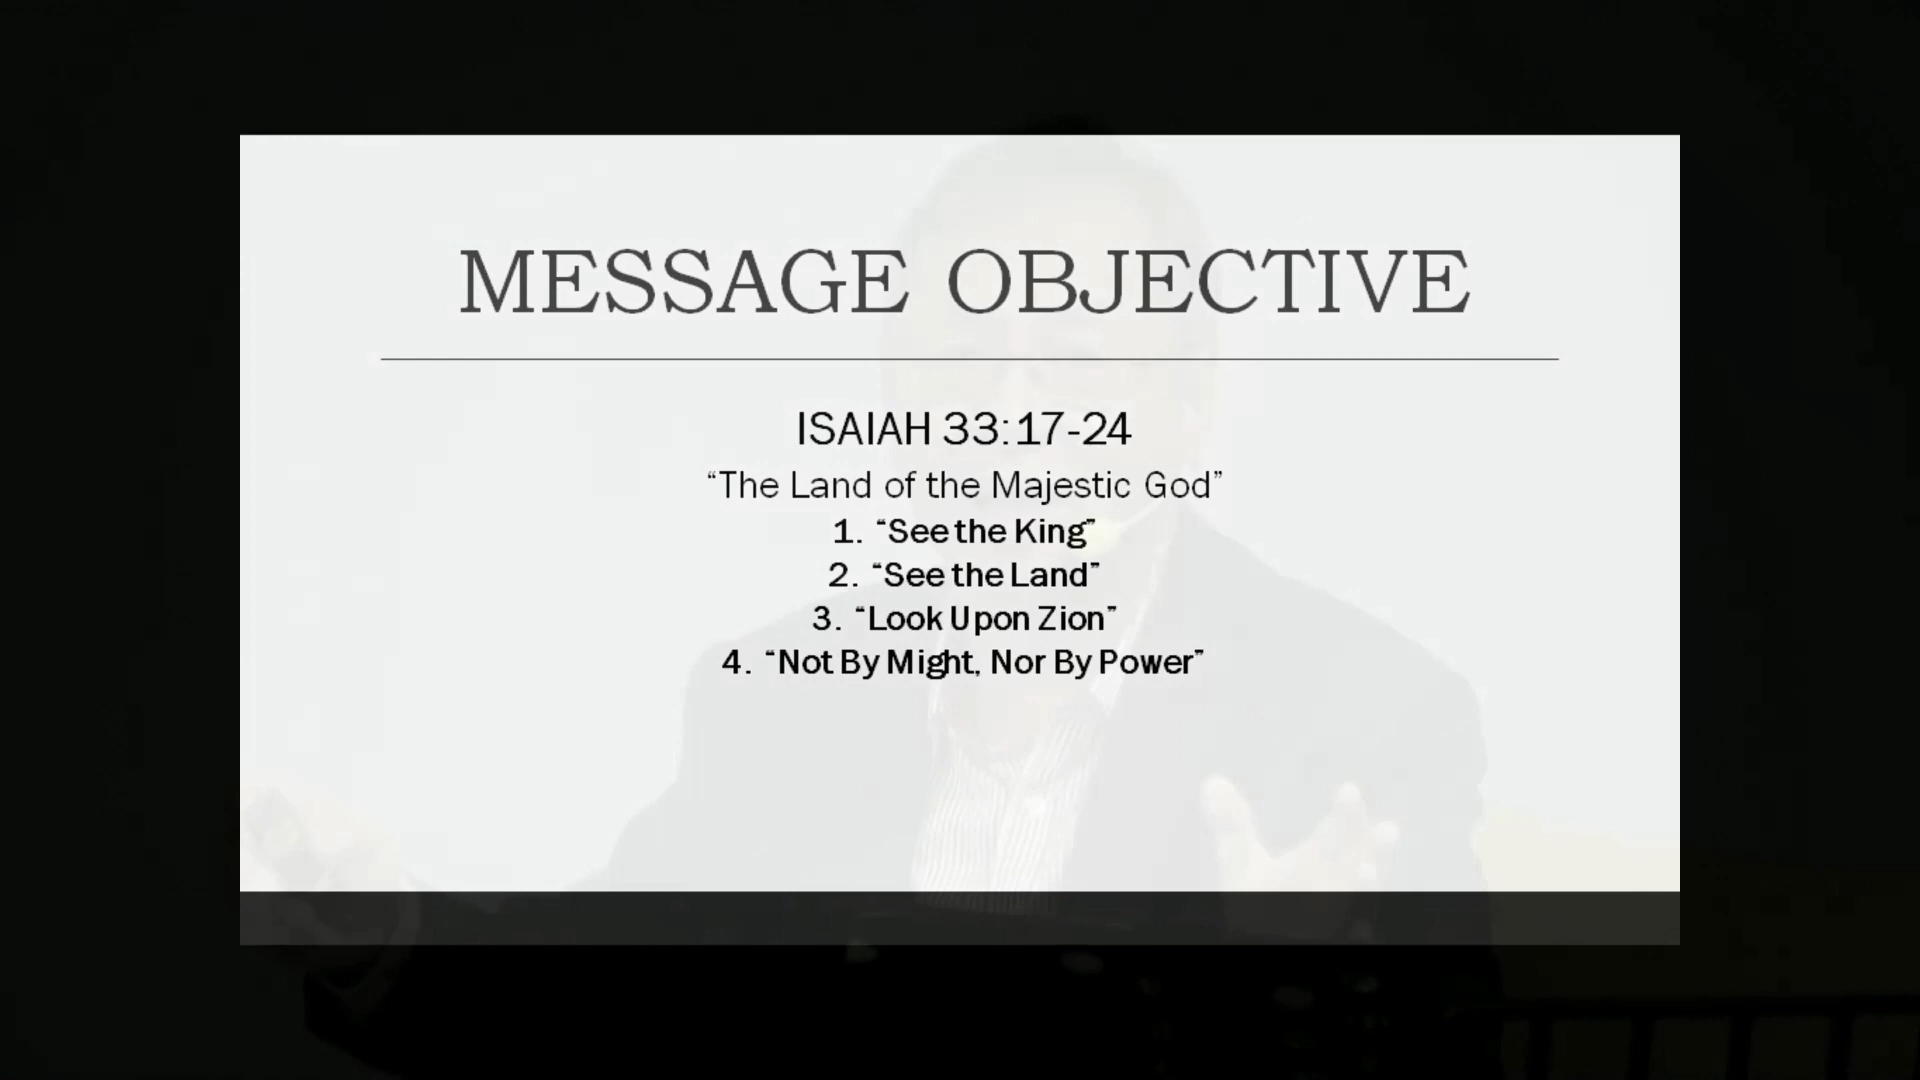 MESSAGE OBJECTIVE
ISAIAH 33:17-24
“The Land of the Majestic God”
1. “See the King”
2. “See the Land”
3. “Look Upon Zion”
4. “Not By Might, Nor By Power”